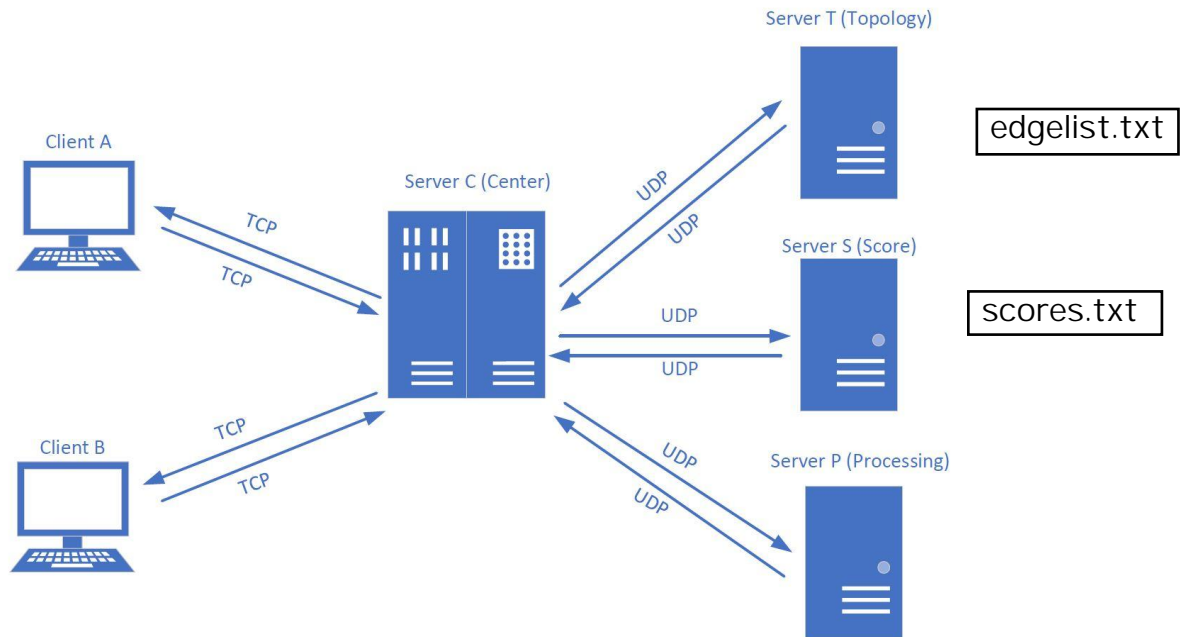 Server T (Topology)
edgelist.txt
Client A
Server C (Center)
UDP
UDP
TCP
TCP
Server S (Score)
scores.txt
UDP
UDP
TCP
TCP
Client B
UDP
UDP
Server P (Processing)